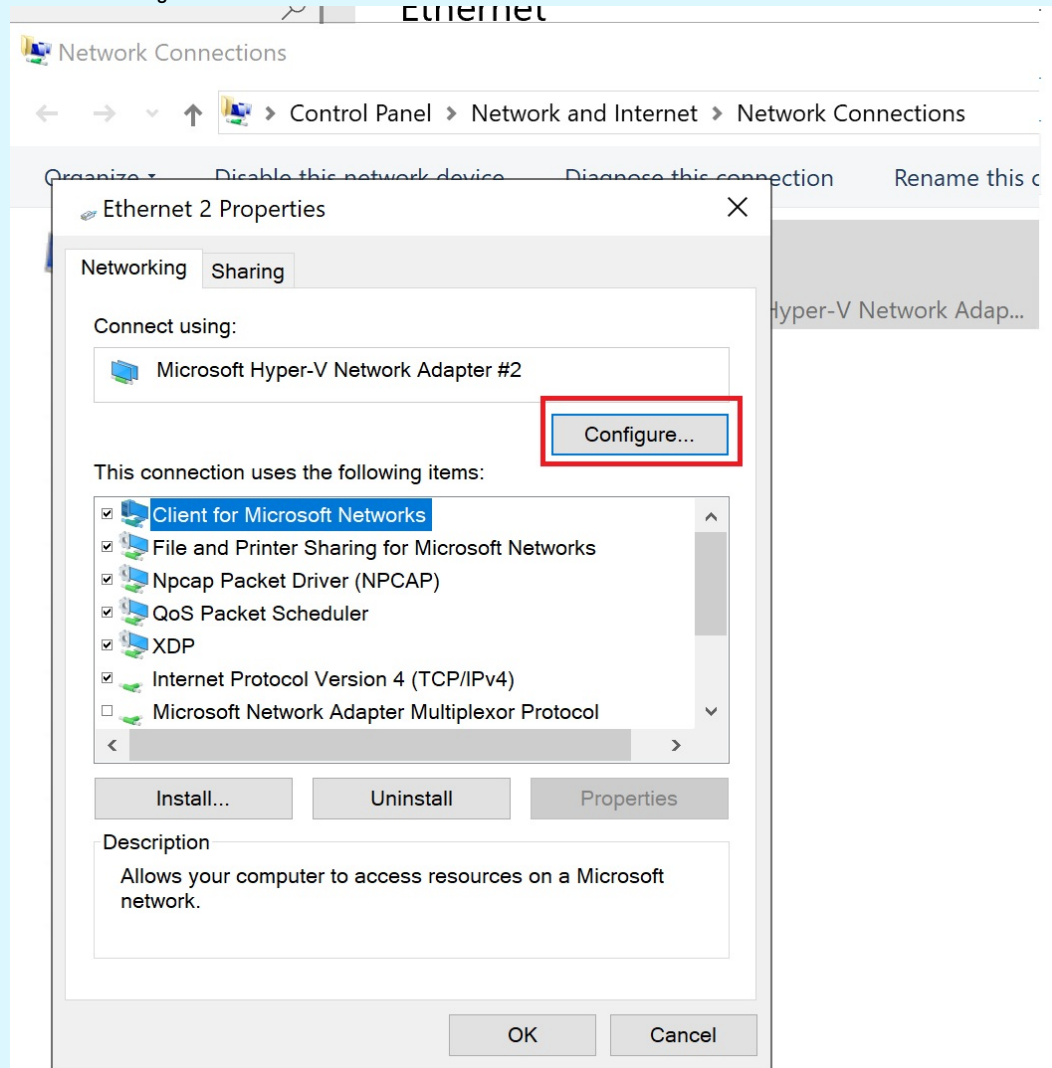 Ethernet
Network Connections
Control Panel > Network and Internet > Network Connections
Organize Disable this network device Diagnose this connection Rename this c
Ethernet 2 Properties
Networking Sharing
Hyper-V Network Adap...
Connect using:
Microsoft Hyper-V Network Adapter #2
Configure...
This connection uses the following items:
Client for Microsoft Networks
File and Printer Sharing for Microsoft Networks
Npcap Packet Driver (NPCAP)
QoS Packet Scheduler
XDP
Internet Protocol Version 4 (TCP/IPv4)
Microsoft Network Adapter Multiplexor Protocol
Install... Uninstall Properties
Description
Allows your computer to access resources on a Microsoft
network.
OK Cancel